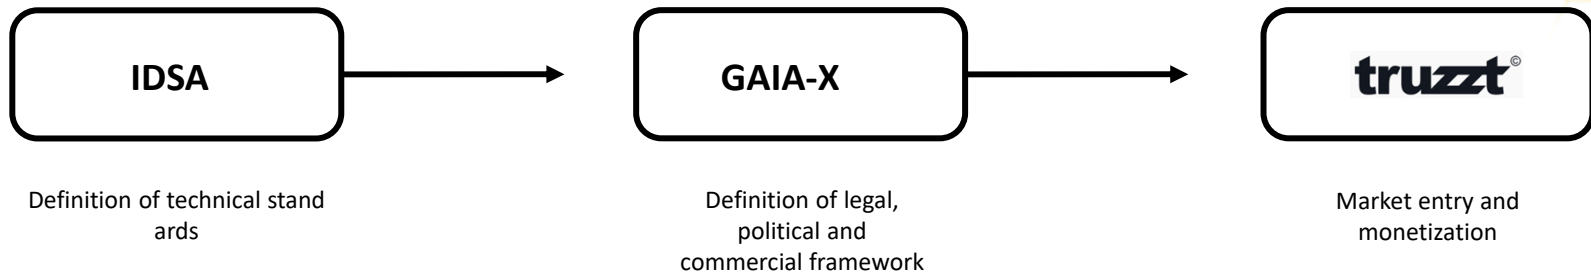 IDSA
GAIA-X
truzzt©
Definition of technical stand
ards
Definition of legal,
political and
commercial framework
Market entry and
monetization